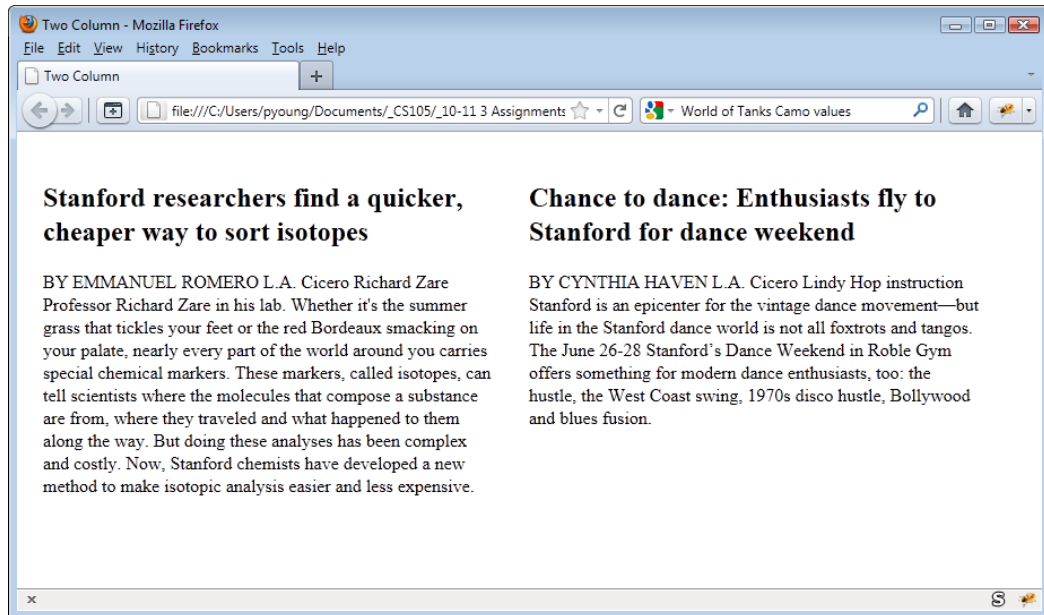 Two Column - Mozilla Firefox
File Edit View History Bookmarks Tools Help
Two Column
file:///C:/Users/pyoung/Documents/_CS105/_10-11 3 Assignments
World of Tanks Camo values
Stanford researchers find a quicker,
cheaper way to sort isotopes
BY EMMANUEL ROMERO L.A. Cicero Richard Zare
Professor Richard Zare in his lab. Whether it's the summer
grass that tickles your feet or the red Bordeaux smacking on
your palate, nearly every part of the world around you carries
special chemical markers. These markers, called isotopes, can
tell scientists where the molecules that compose a substance
are from, where they traveled and what happened to them
along the way. But doing these analyses has been complex
and costly. Now, Stanford chemists have developed a new
method to make isotopic analysis easier and less expensive.
Chance to dance: Enthusiasts fly to
Stanford for dance weekend
BY CYNTHIA HAVEN L.A. Cicero Lindy Hop instruction
Stanford is an epicenter for the vintage dance movement—but
life in the Stanford dance world is not all foxtrots and tangos.
The June 26-28 Stanford’s Dance Weekend in Roble Gym
offers something for modern dance enthusiasts, too: the
hustle, the West Coast swing, 1970s disco hustle, Bollywood
and blues fusion.
x
S